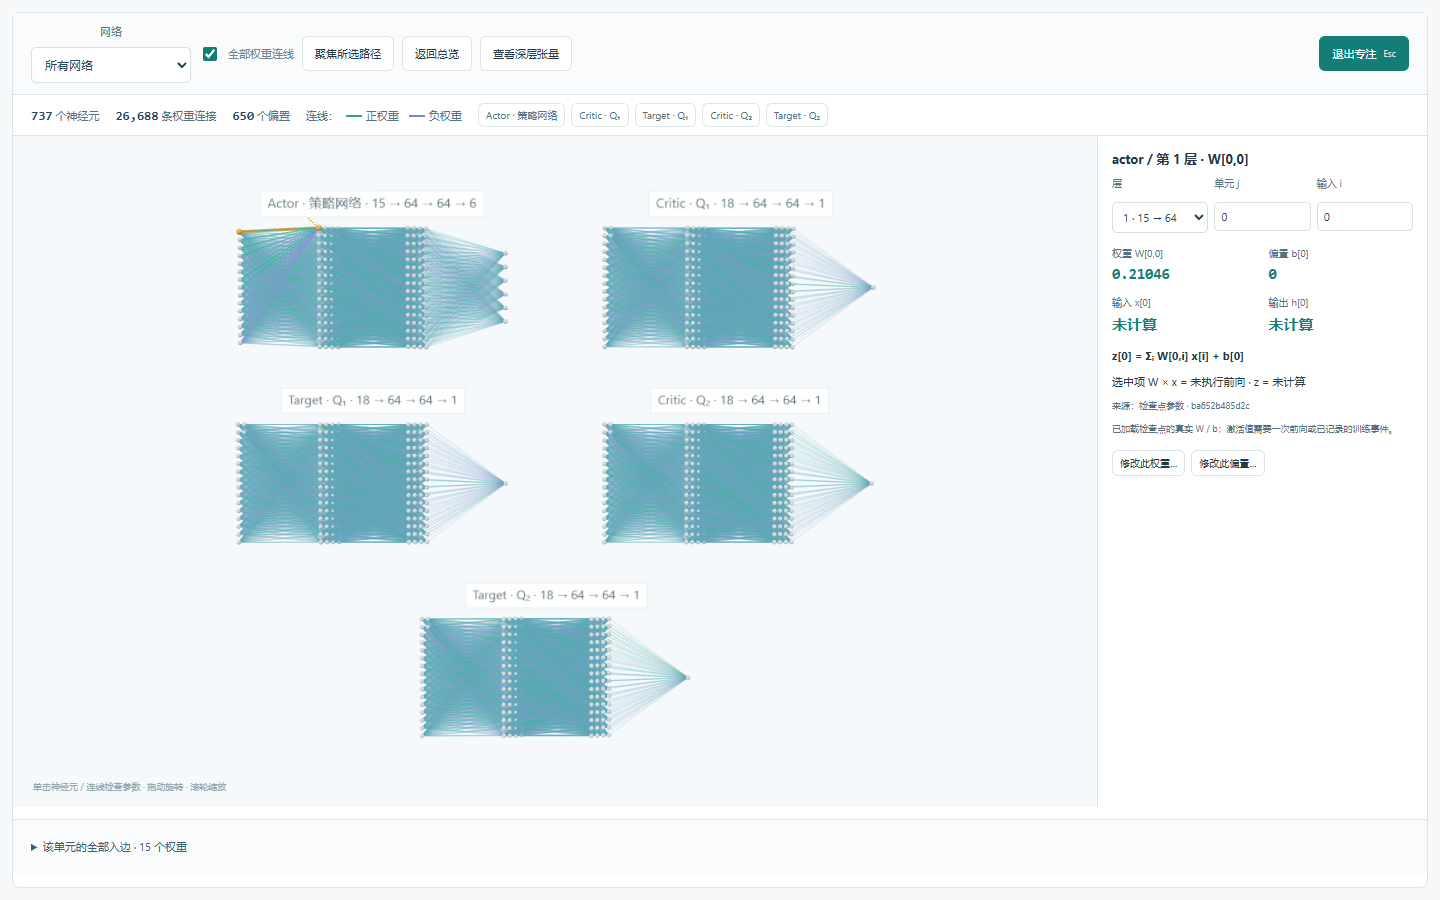 网络
所有网络
全部权重连线
聚焦所选路径
返回总览
查看深层张量
退出专注 Esc
737 个神经元 26,688 条权重连接 650 个偏置 连线： 正权重 负权重 Actor · 策略网络 Critic · Q₁ Target · Q₁ Critic · Q₂ Target · Q₂
Actor · 策略网络 · 15 → 64 → 64 → 6
Critic · Q₁ · 18 → 64 → 64 → 1
Target · Q₁ · 18 → 64 → 64 → 1
Critic · Q₂ · 18 → 64 → 64 → 1
Target · Q₂ · 18 → 64 → 64 → 1
单击神经元 / 连线检查参数 · 拖动旋转 · 滚轮缩放
actor / 第 1 层 · W[0,0]
层 单元 j 输入 i
1 · 15 → 64 0 0
权重 W[0,0] 偏置 b[0]
0.21046 0
输入 x[0] 输出 h[0]
未计算 未计算
z[0] = Σᵢ W[0,i] x[i] + b[0]
选中项 W × x = 未执行前向 · z = 未计算
来源：检查点参数 · ba652b485d2c
已加载检查点的真实 W / b；激活值需要一次前向或已记录的训练事件。
修改此权重… 修改此偏置…
▶ 该单元的全部入边 · 15 个权重